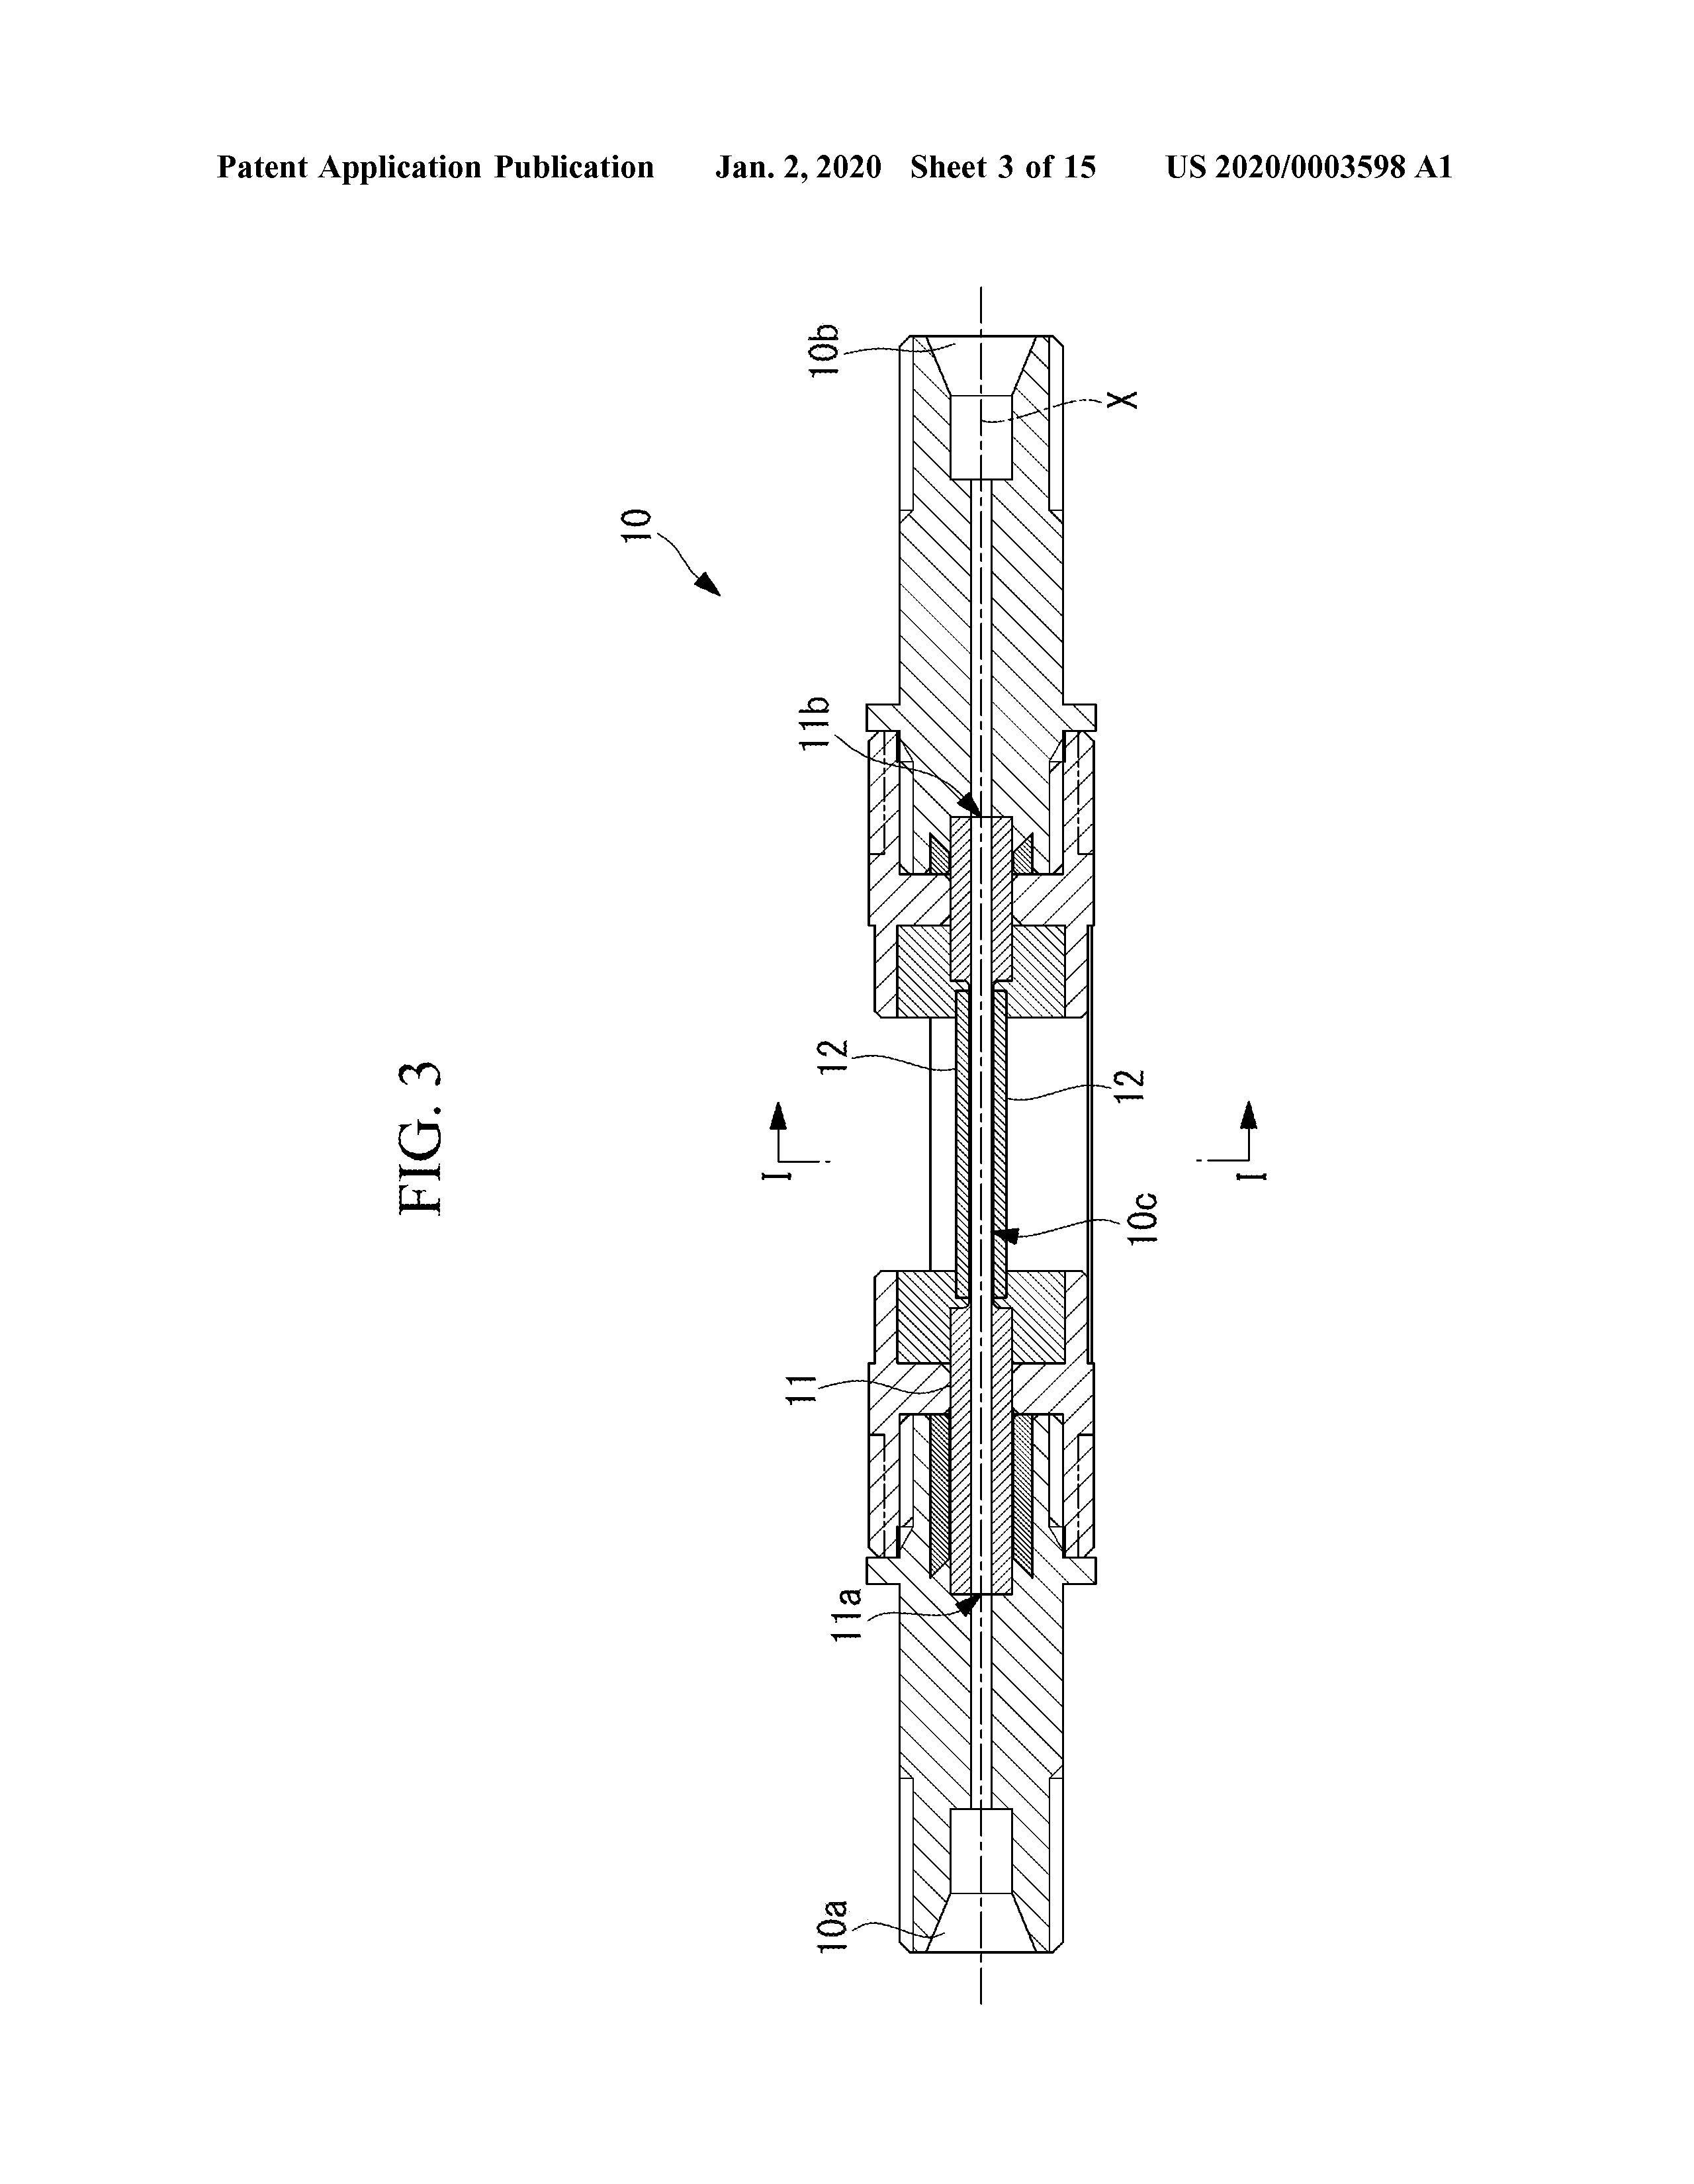 Patent Application Publication Jan. 2, 2020 Sheet 3 of 15 US 2020/0003598 A1
FIG. 3
10
10b
X
11b
12
12
I
I
10c
11
11a
10a